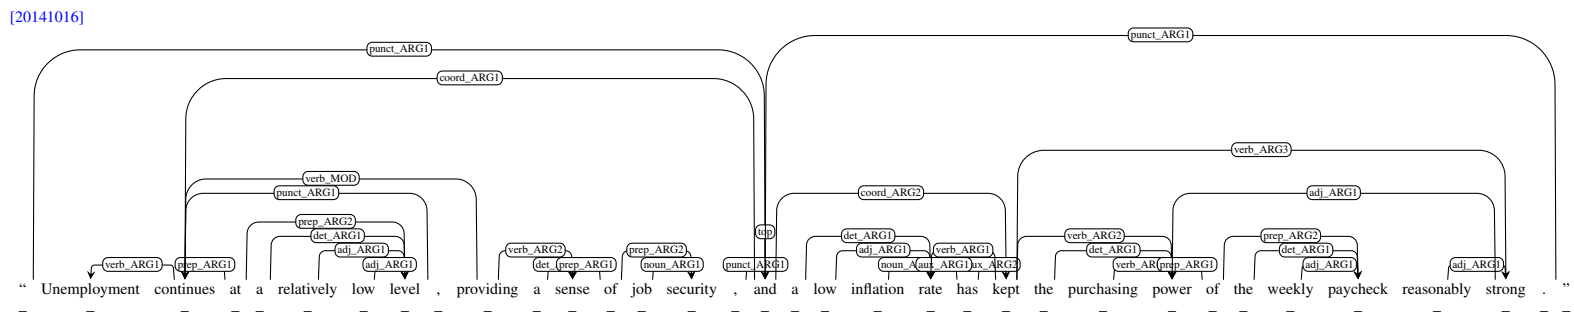 [20141016]
punct_ARG1
punct_ARG1
coord_ARG1
verb_ARG3
verb_MOD
punct_ARG1 coord_ARG2 adj_ARG1
prep_ARG2
top
det_ARG1 det_ARG1 verb_ARG2 prep_ARG2
adj_ARG1 verb_ARG2 prep_ARG2 adj_ARG1 verb_ARG1 det_ARG1 det_ARG1
verb_ARG1 prep_ARG1 adj_ARG1 prep_ARG1 noun_ARG1 punct_ARG1 aux_ARG1 prep_ARG1 adj_ARG1 adj_ARG1
“ Unemployment continues at a relatively low level , providing a sense of job security , and a low inflation rate has kept the purchasing power of the weekly paycheck reasonably strong . ”
_ _ _ _ _ _ _ _ _ _ _ _ _ _ _ _ _ _ _ _ _ _ _ _ _ _ _ _ _ _ _ _ _ _